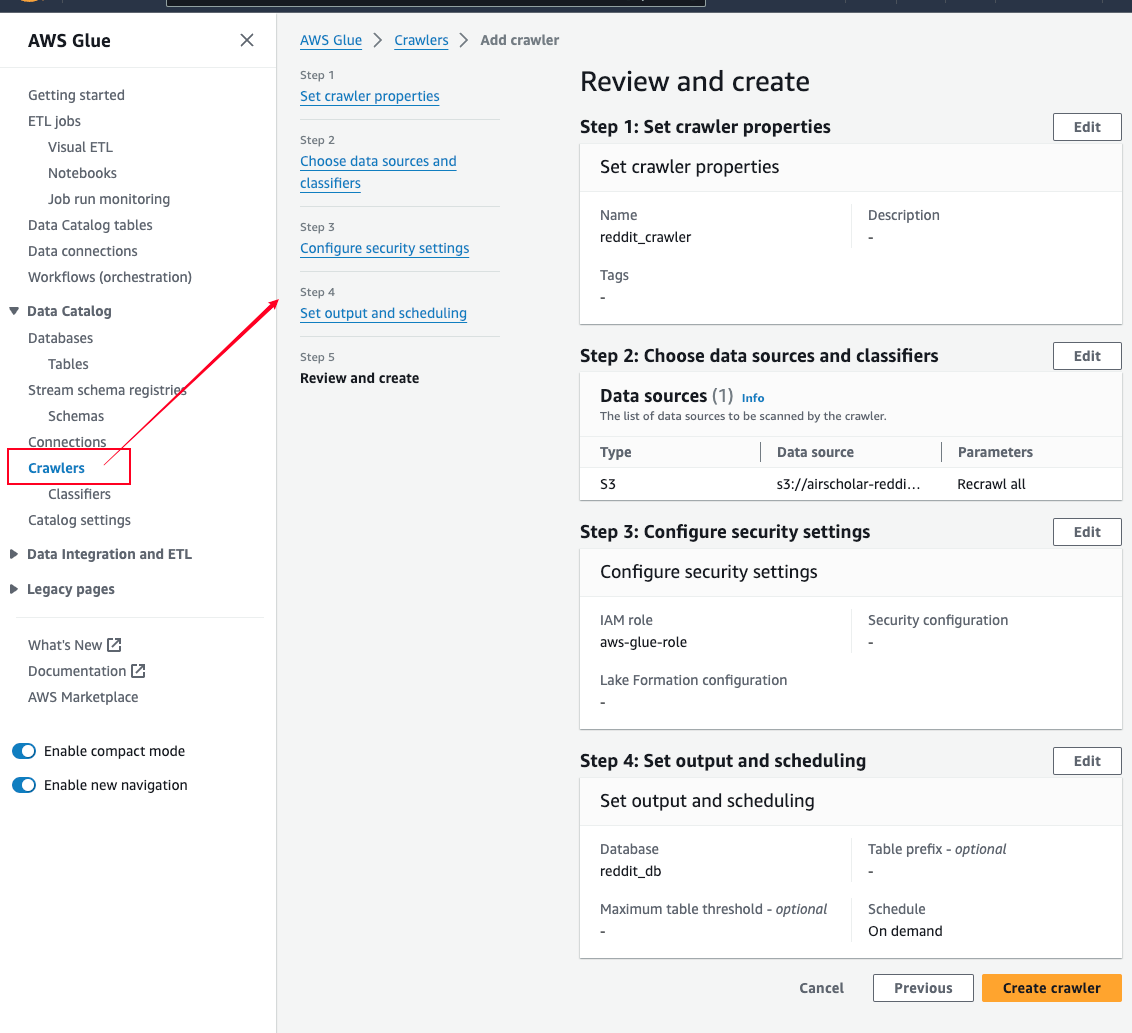 AWS Glue
Getting started
ETL jobs
Visual ETL
Notebooks
Job run monitoring
Data Catalog tables
Data connections
Workflows (orchestration)
Data Catalog
Databases
Tables
Stream schema registries
Schemas
Connections
Crawlers
Classifiers
Catalog settings
Data Integration and ETL
Legacy pages
What's New
Documentation
AWS Marketplace
Enable compact mode
Enable new navigation
AWS Glue > Crawlers > Add crawler
Step 1
Set crawler properties
Step 2
Choose data sources and
classifiers
Step 3
Configure security settings
Step 4
Set output and scheduling
Step 5
Review and create
Review and create
Step 1: Set crawler properties Edit
Set crawler properties
Name Description
reddit_crawler -
Tags
-
Step 2: Choose data sources and classifiers Edit
Data sources (1) Info
The list of data sources to be scanned by the crawler.
Type Data source Parameters
S3 s3://airscholar-reddi... Recrawl all
Step 3: Configure security settings Edit
Configure security settings
IAM role Security configuration
aws-glue-role -
Lake Formation configuration
-
Step 4: Set output and scheduling Edit
Set output and scheduling
Database Table prefix - optional
reddit_db -
Maximum table threshold - optional Schedule
- On demand
Cancel Previous Create crawler